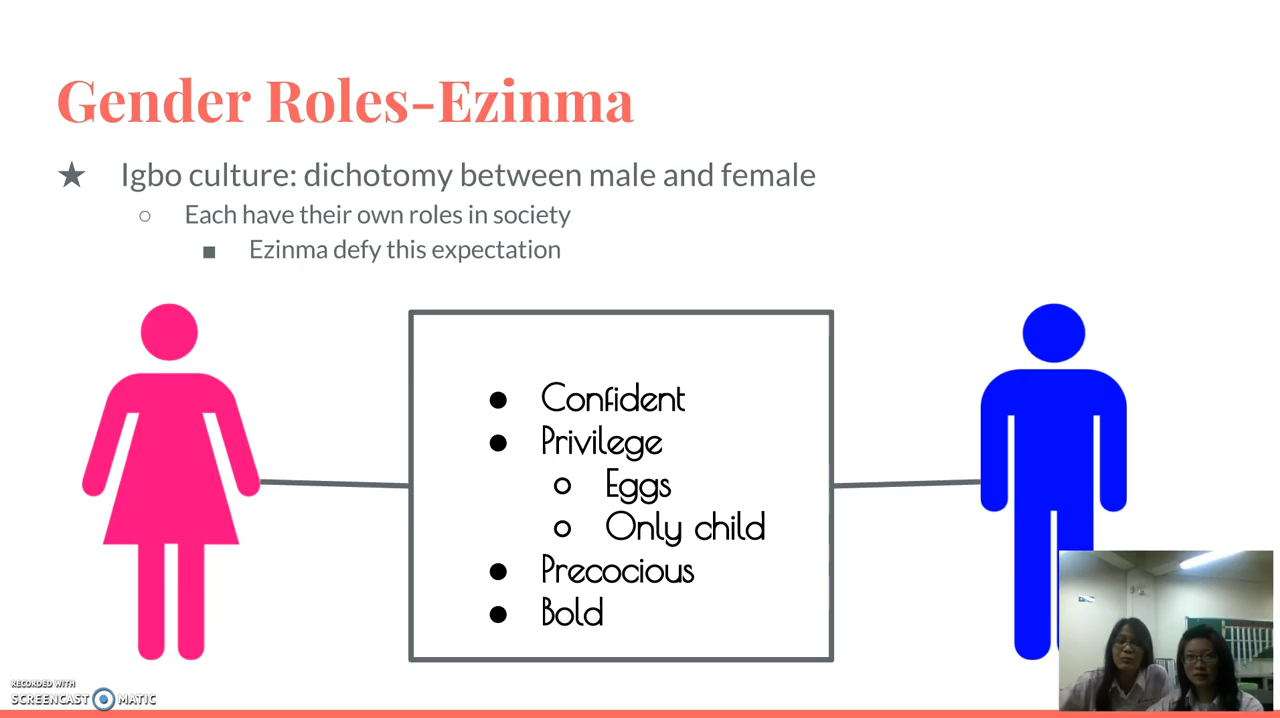 Gender Roles-Ezinma
★ Igbo culture: dichotomy between male and female
○ Each have their own roles in society
■ Ezinma defy this expectation
● Confident
● Privilege
○ Eggs
○ Only child
● Precocious
● Bold
RECORDED WITH
SCREENCAST MATIC